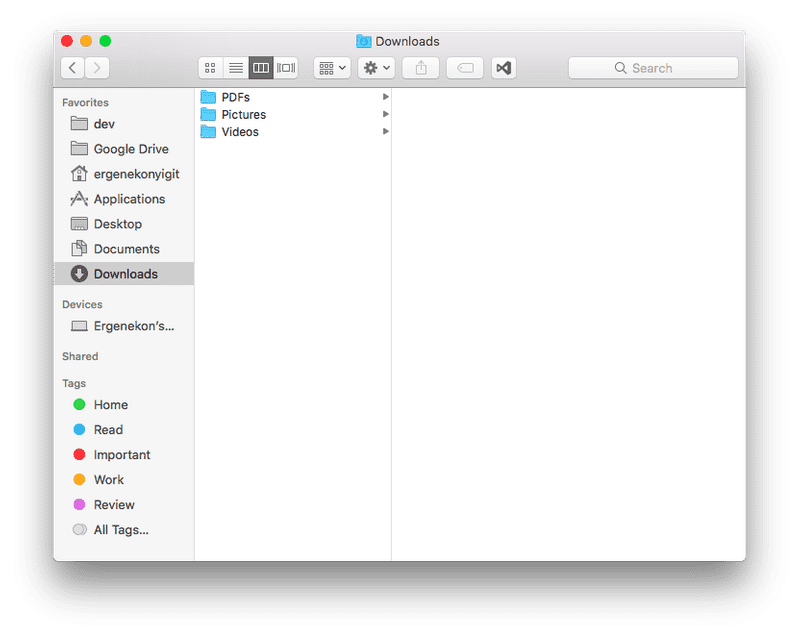 Downloads
Search
Favorites
dev
Google Drive
ergenekonyigit
Applications
Desktop
Documents
Downloads
Devices
Ergenekon's...
Shared
Tags
Home
Read
Important
Work
Review
All Tags...
PDFs
Pictures
Videos